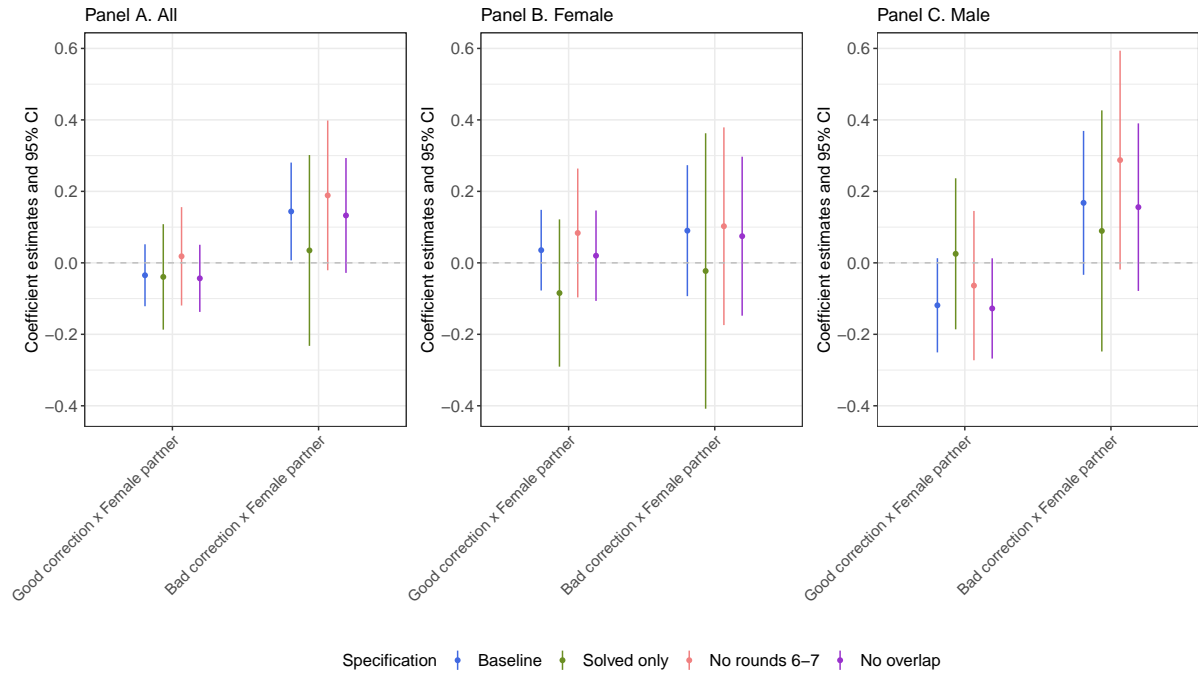 Panel A. All
Panel B. Female
Panel C. Male
Coefficient estimates and 95% CI
0.6
0.4
0.2
0.0
−0.2
−0.4
Good correction x Female partner
Bad correction x Female partner
Coefficient estimates and 95% CI
0.6
0.4
0.2
0.0
−0.2
−0.4
Good correction x Female partner
Bad correction x Female partner
Coefficient estimates and 95% CI
0.6
0.4
0.2
0.0
−0.2
−0.4
Good correction x Female partner
Bad correction x Female partner
Specification Baseline Solved only No rounds 6−7 No overlap